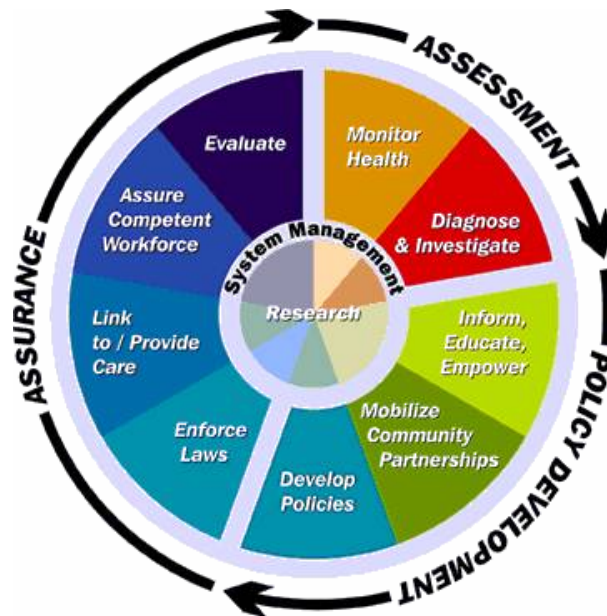 ASSESSMENT
Monitor
Health
Diagnose
& Investigate
POLICY DEVELOPMENT
Inform,
Educate,
Empower
Mobilize
Community
Partnerships
Develop
Policies
ASSURANCE
Enforce
Laws
Link
to / Provide
Care
Assure
Competent
Workforce
Evaluate
System Management
Research